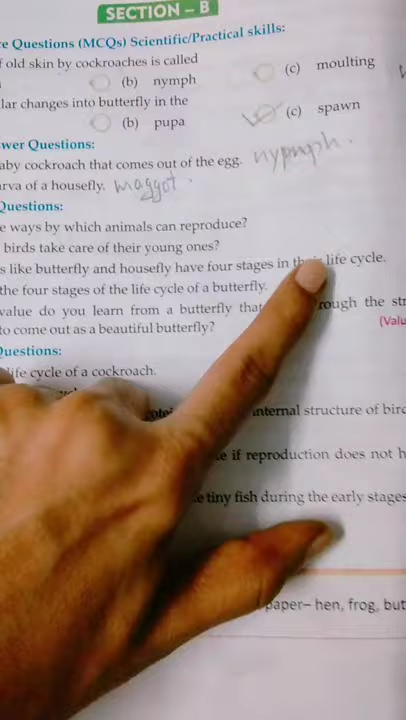 SECTION – B
re Questions (MCQs) Scientific/Practical skills:
f old skin by cockroaches is called
(b) nymph (c) moulting
lar changes into butterfly in the
(b) pupa (c) spawn
wer Questions:
aby cockroach that comes out of the egg. nypmph.
arva of a housefly. maggot.
Questions:
e ways by which animals can reproduce?
birds take care of their young ones?
s like butterfly and housefly have four stages in their life cycle.
the four stages of the life cycle of a butterfly.
value do you learn from a butterfly that rough the str
to come out as a beautiful butterfly? (Valu
Questions:
life cycle of a cockroach.
internal structure of bird
e if reproduction does not h
e tiny fish during the early stages
paper– hen, frog, but